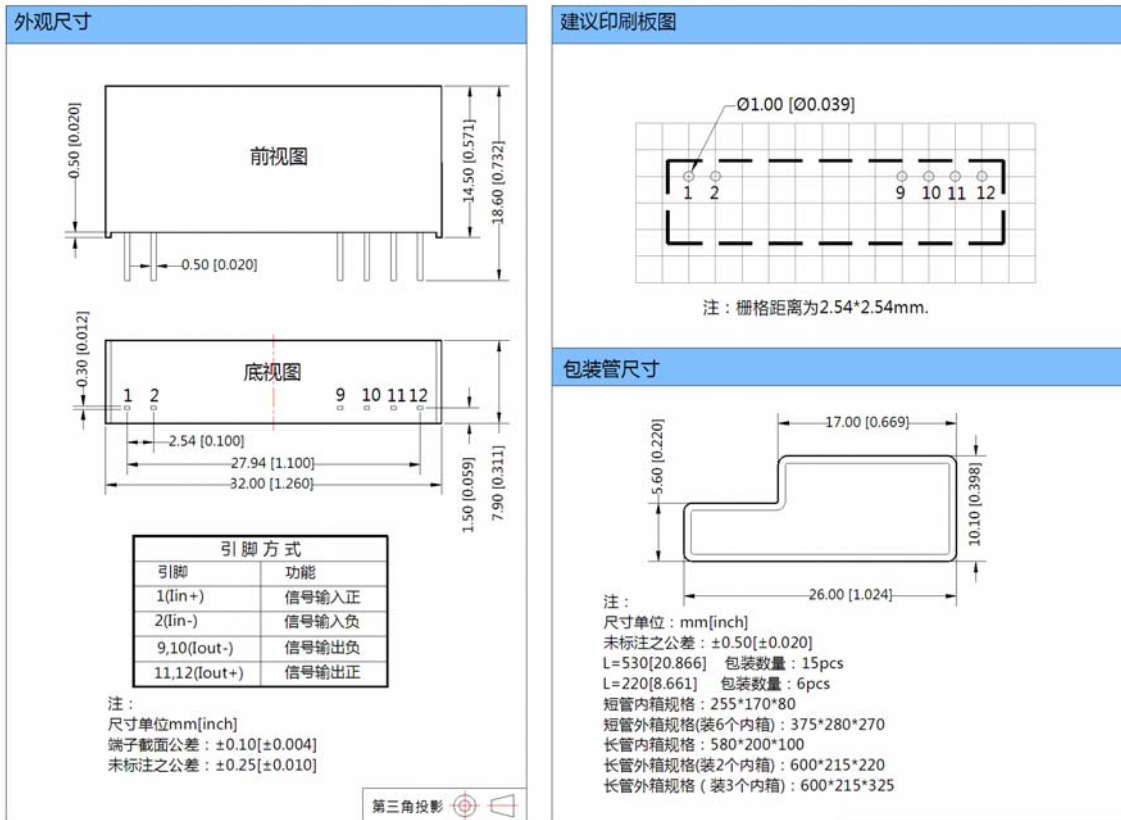 外观尺寸
前视图
0.50 [0.020]
14.50 [0.571]
18.60 [0.732]
0.50 [0.020]
底视图
0.30 [0.012]
1 2 9 10 11 12
2.54 [0.100]
27.94 [1.100]
32.00 [1.260]
1.50 [0.059]
7.90 [0.311]
引脚方式
引脚 功能
1(Iin+) 信号输入正
2(Iin-) 信号输入负
9,10(Iout-) 信号输出负
11,12(Iout+) 信号输出正
注：
尺寸单位mm[inch]
端子截面公差：±0.10[±0.004]
未标注之公差：±0.25[±0.010]
第三角投影
建议印刷板图
Ø1.00 [Ø0.039]
1 2 9 10 11 12
注：栅格距离为2.54*2.54mm.
包装管尺寸
17.00 [0.669]
5.60 [0.220]
10.10 [0.398]
26.00 [1.024]
注：
尺寸单位：mm[inch]
未标注之公差：±0.50[±0.020]
L=530[20.866] 包装数量：15pcs
L=220[8.661] 包装数量：6pcs
短管内箱规格：255*170*80
短管外箱规格(装6个内箱)：375*280*270
长管内箱规格：580*200*100
长管外箱规格(装2个内箱)：600*215*220
长管外箱规格（装3个内箱)：600*215*325